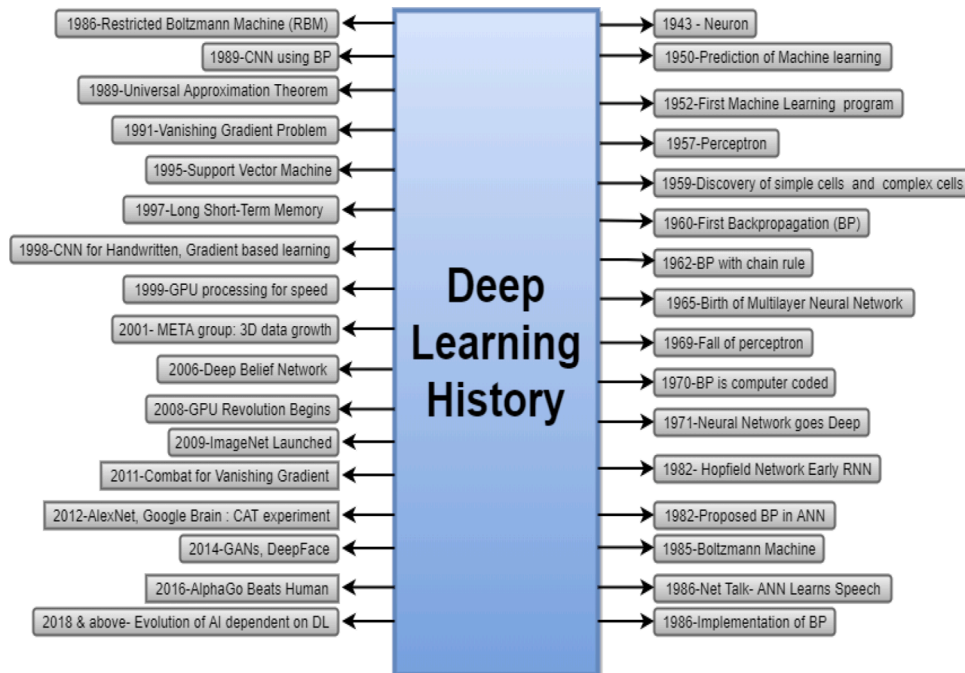 Deep
Learning
History
1943 - Neuron
1950-Prediction of Machine learning
1952-First Machine Learning program
1957-Perceptron
1959-Discovery of simple cells and complex cells
1960-First Backpropagation (BP)
1962-BP with chain rule
1965-Birth of Multilayer Neural Network
1969-Fall of perceptron
1970-BP is computer coded
1971-Neural Network goes Deep
1982- Hopfield Network Early RNN
1982-Proposed BP in ANN
1985-Boltzmann Machine
1986-Net Talk- ANN Learns Speech
1986-Implementation of BP
1986-Restricted Boltzmann Machine (RBM)
1989-CNN using BP
1989-Universal Approximation Theorem
1991-Vanishing Gradient Problem
1995-Support Vector Machine
1997-Long Short-Term Memory
1998-CNN for Handwritten, Gradient based learning
1999-GPU processing for speed
2001- META group: 3D data growth
2006-Deep Belief Network
2008-GPU Revolution Begins
2009-ImageNet Launched
2011-Combat for Vanishing Gradient
2012-AlexNet, Google Brain : CAT experiment
2014-GANs, DeepFace
2016-AlphaGo Beats Human
2018 & above- Evolution of AI dependent on DL